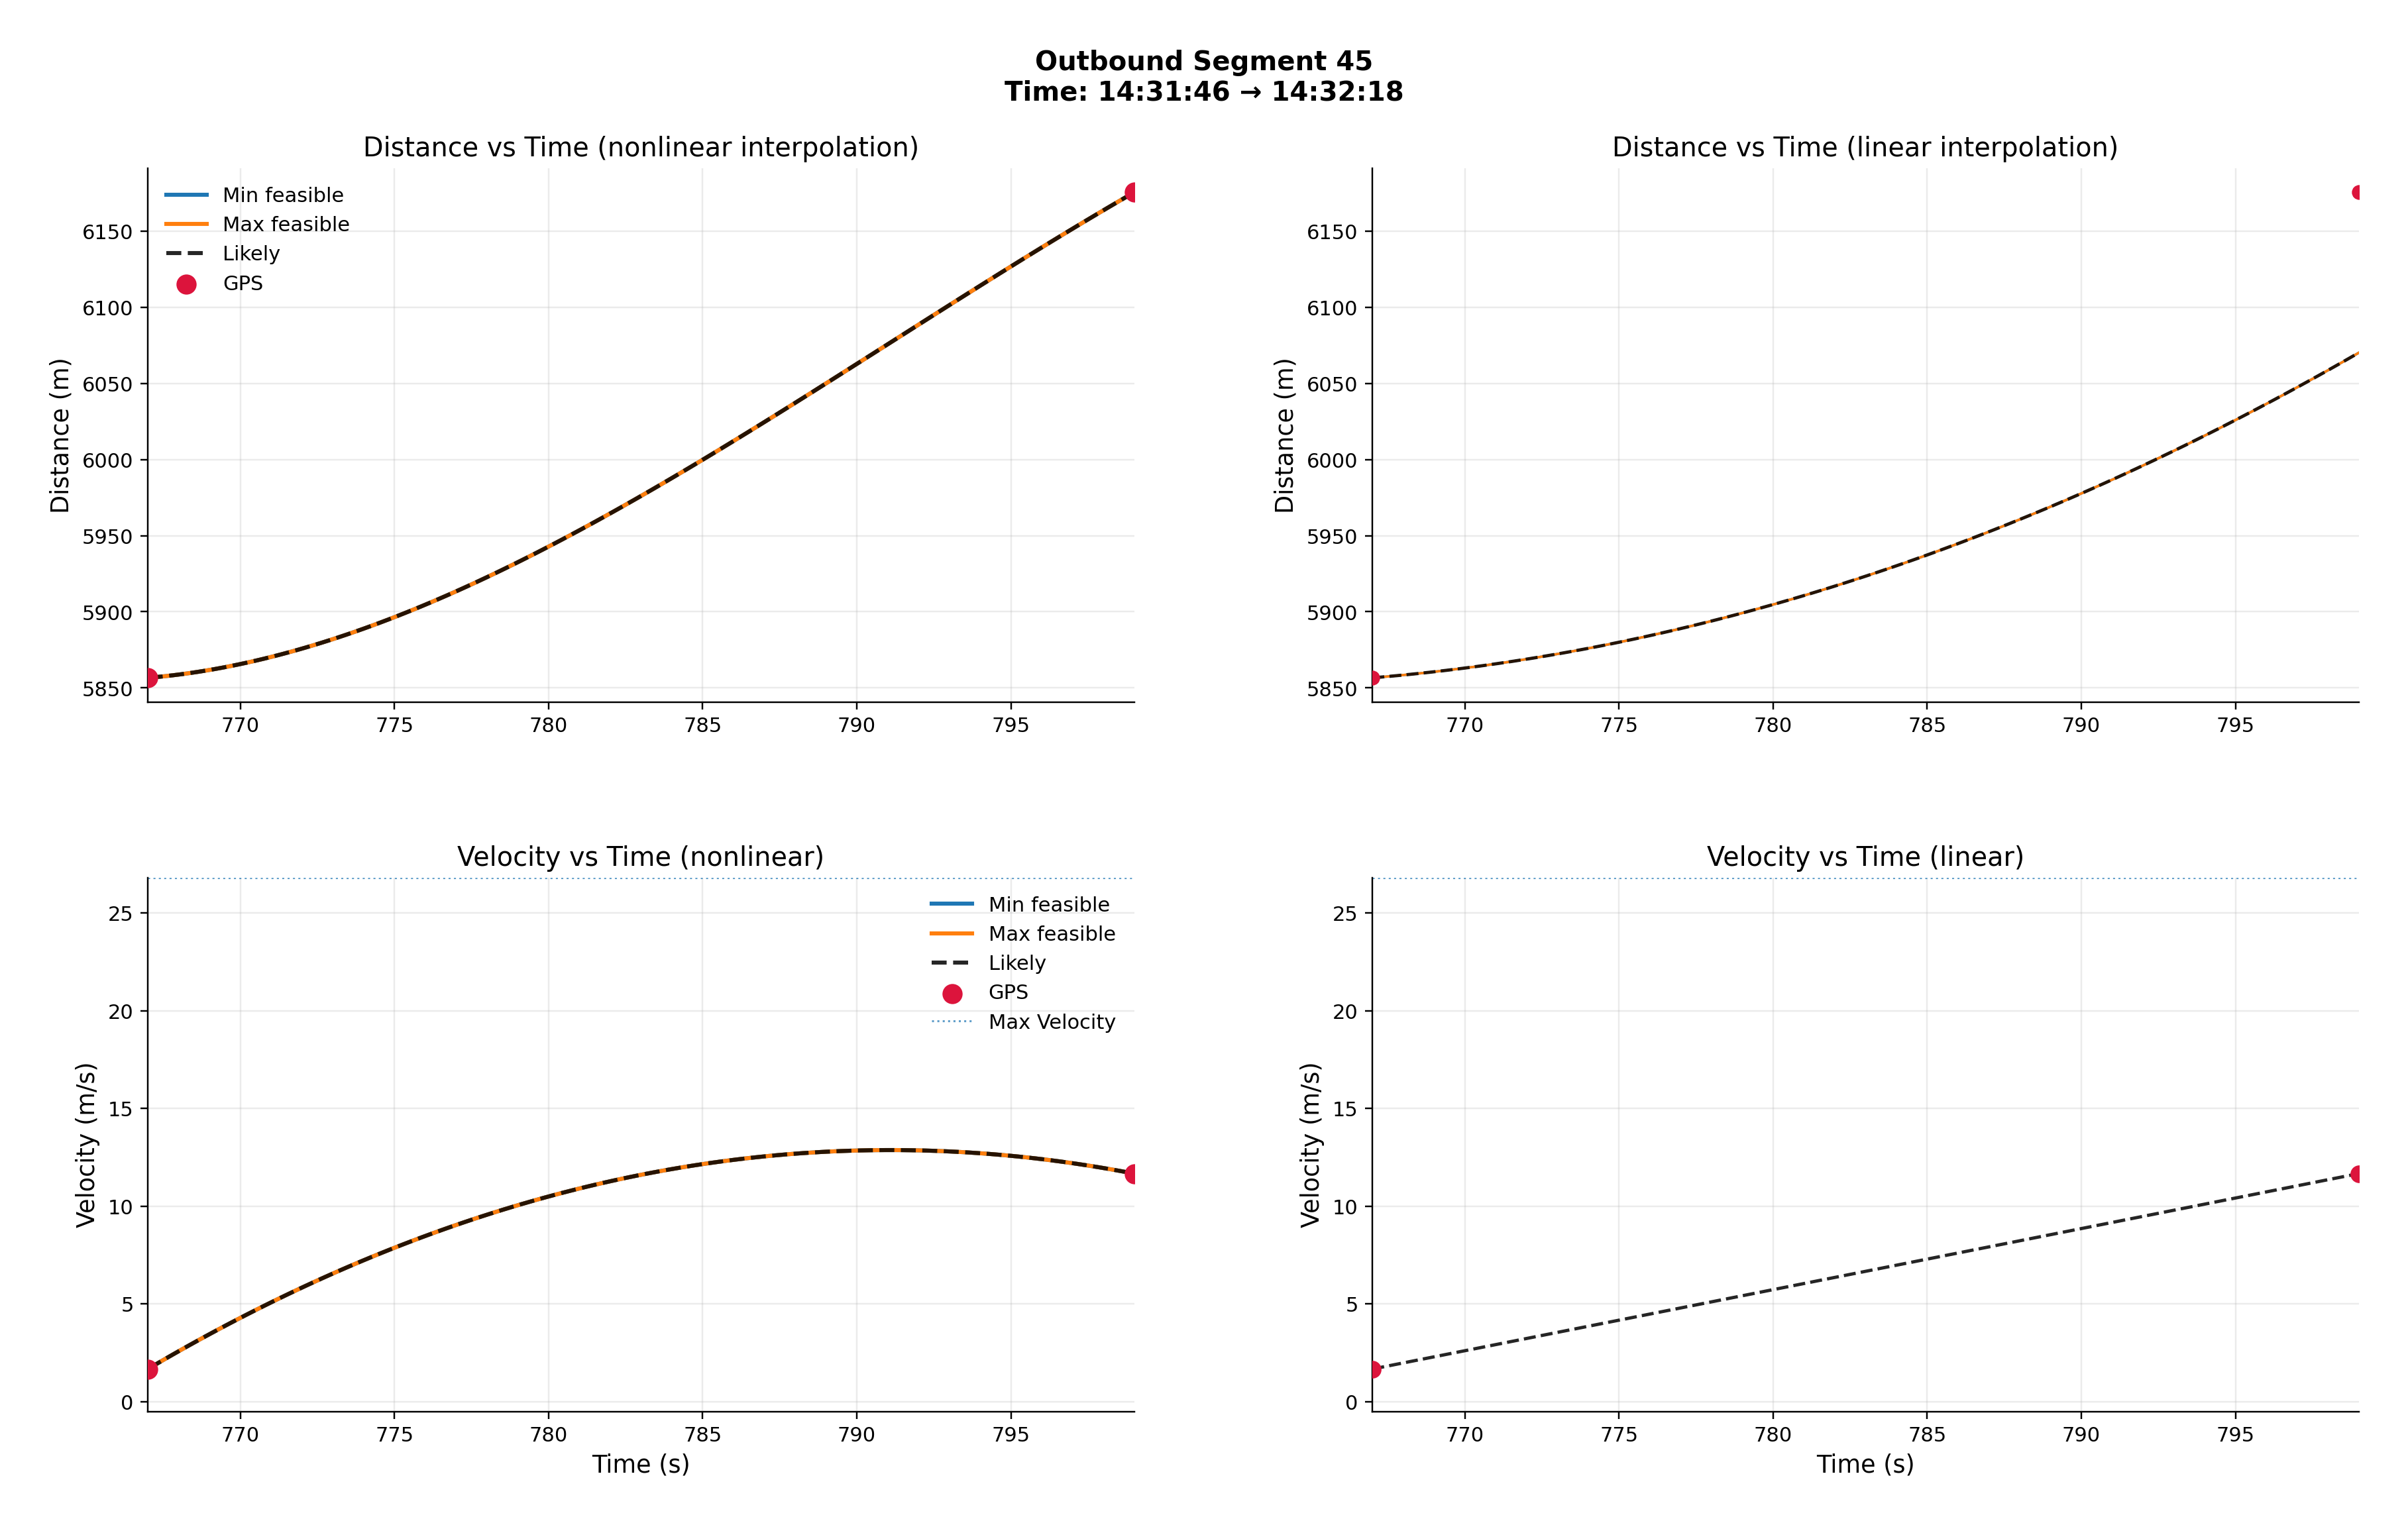 Outbound Segment 45
Time: 14:31:46 → 14:32:18
Distance vs Time (nonlinear interpolation)
Distance (m)
6150
6100
6050
6000
5950
5900
5850
Min feasible
Max feasible
Likely
GPS
770 775 780 785 790 795
Distance vs Time (linear interpolation)
Distance (m)
6150
6100
6050
6000
5950
5900
5850
770 775 780 785 790 795
Velocity vs Time (nonlinear)
Velocity (m/s)
25
20
15
10
5
0
Min feasible
Max feasible
Likely
GPS
Max Velocity
770 775 780 785 790 795
Time (s)
Velocity vs Time (linear)
Velocity (m/s)
25
20
15
10
5
0
770 775 780 785 790 795
Time (s)